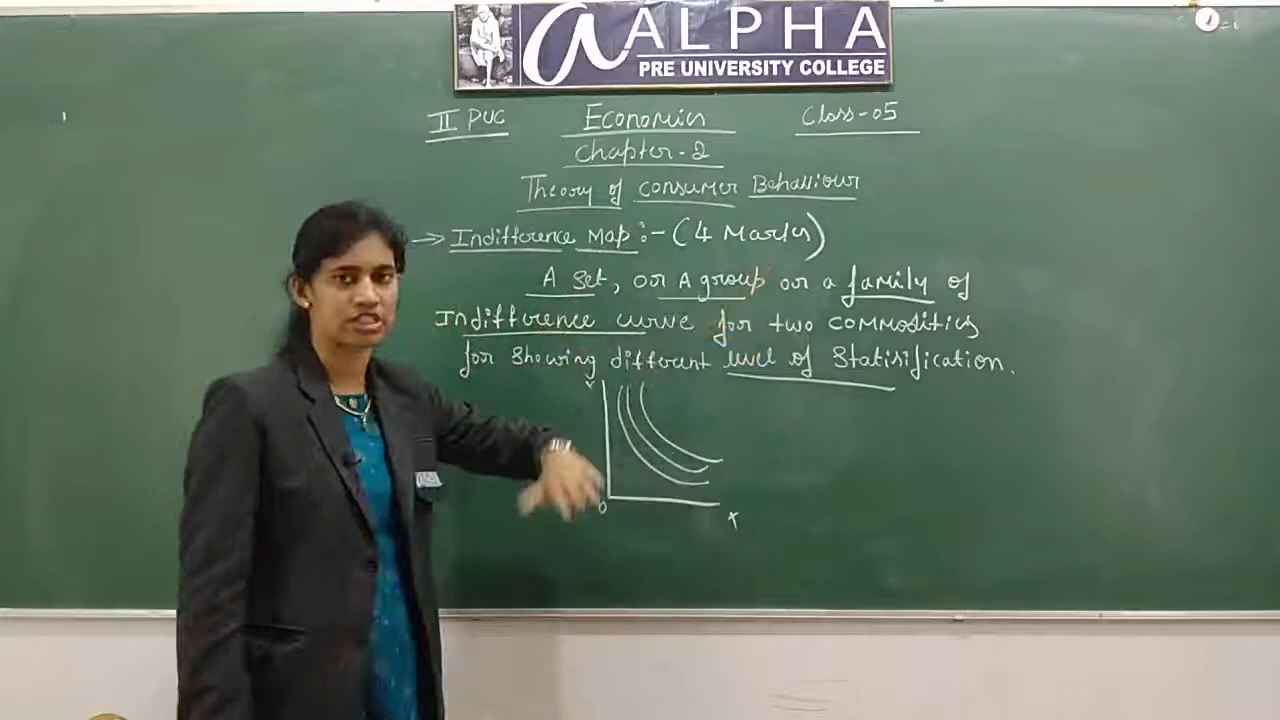 ALPHA
PRE UNIVERSITY COLLEGE
II PUC Economics Class-05
Chapter-2
Theory of consumer Behaviour
→ Indifference Map:- (4 Marks)
A set, or A group or a family of
Indifference curve for two commodities
for showing different level of Statisification.
Y
O
X